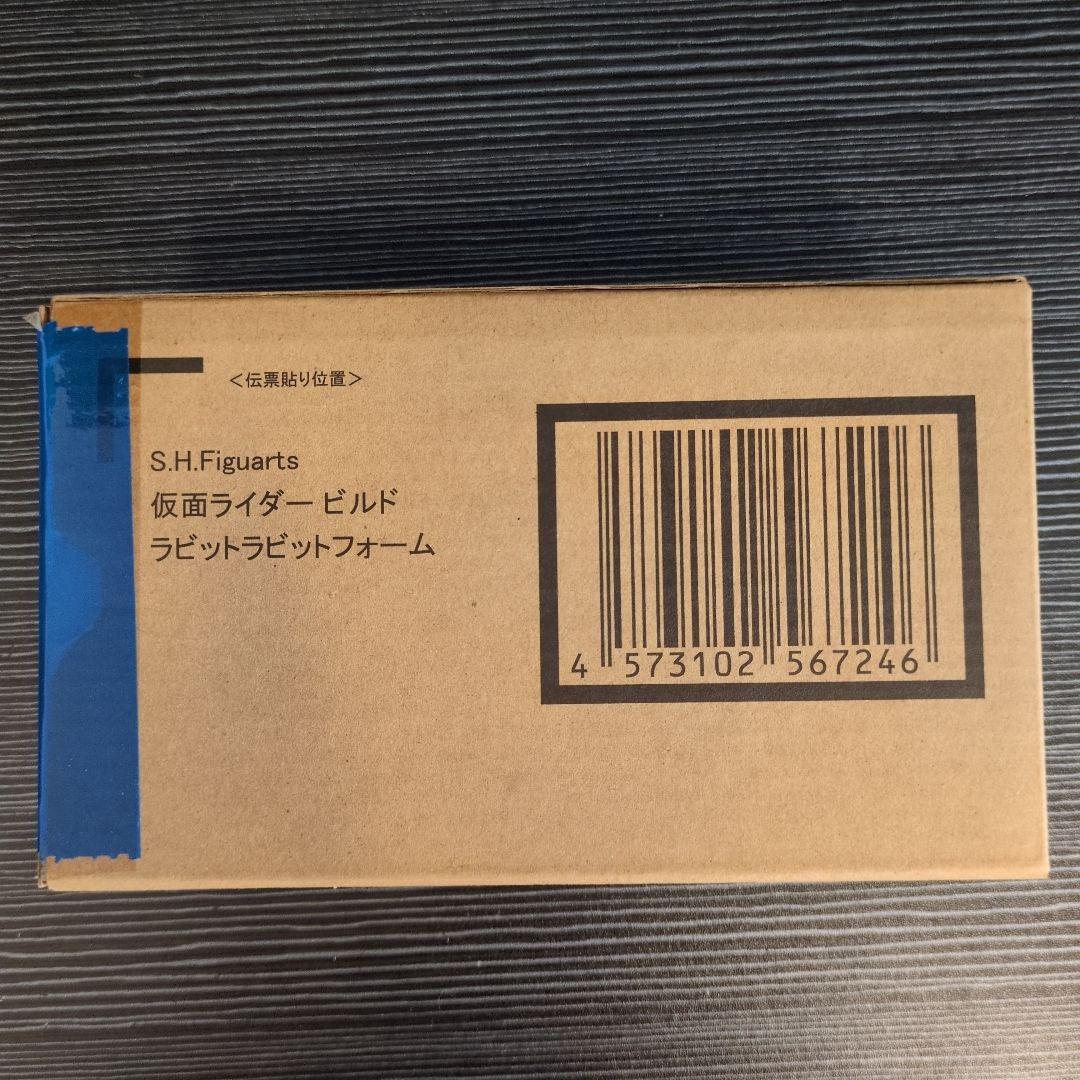 ＜伝票貼り位置＞
S.H.Figuarts
仮面ライダー ビルド
ラビットラビットフォーム
4 573102 567246